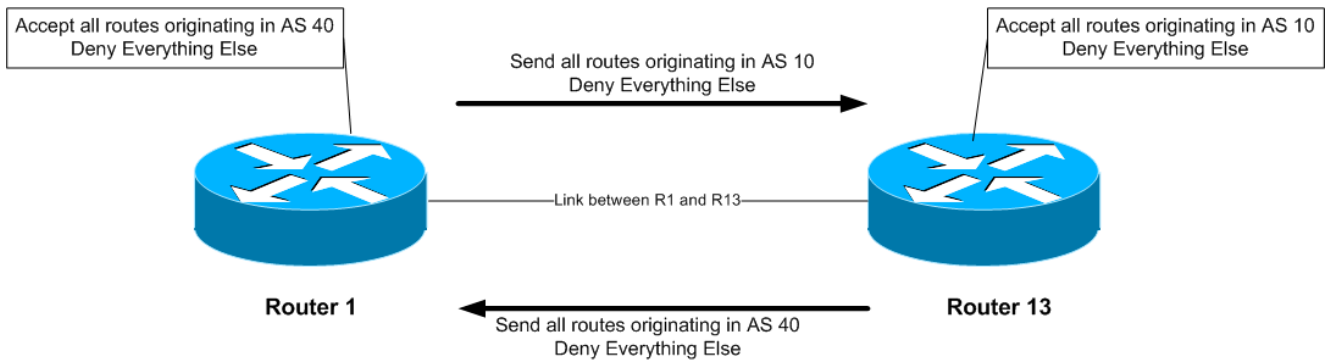 Accept all routes originating in AS 40
Deny Everything Else
Accept all routes originating in AS 10
Deny Everything Else
Send all routes originating in AS 10
Deny Everything Else
Link between R1 and R13
Router 1
Router 13
Send all routes originating in AS 40
Deny Everything Else